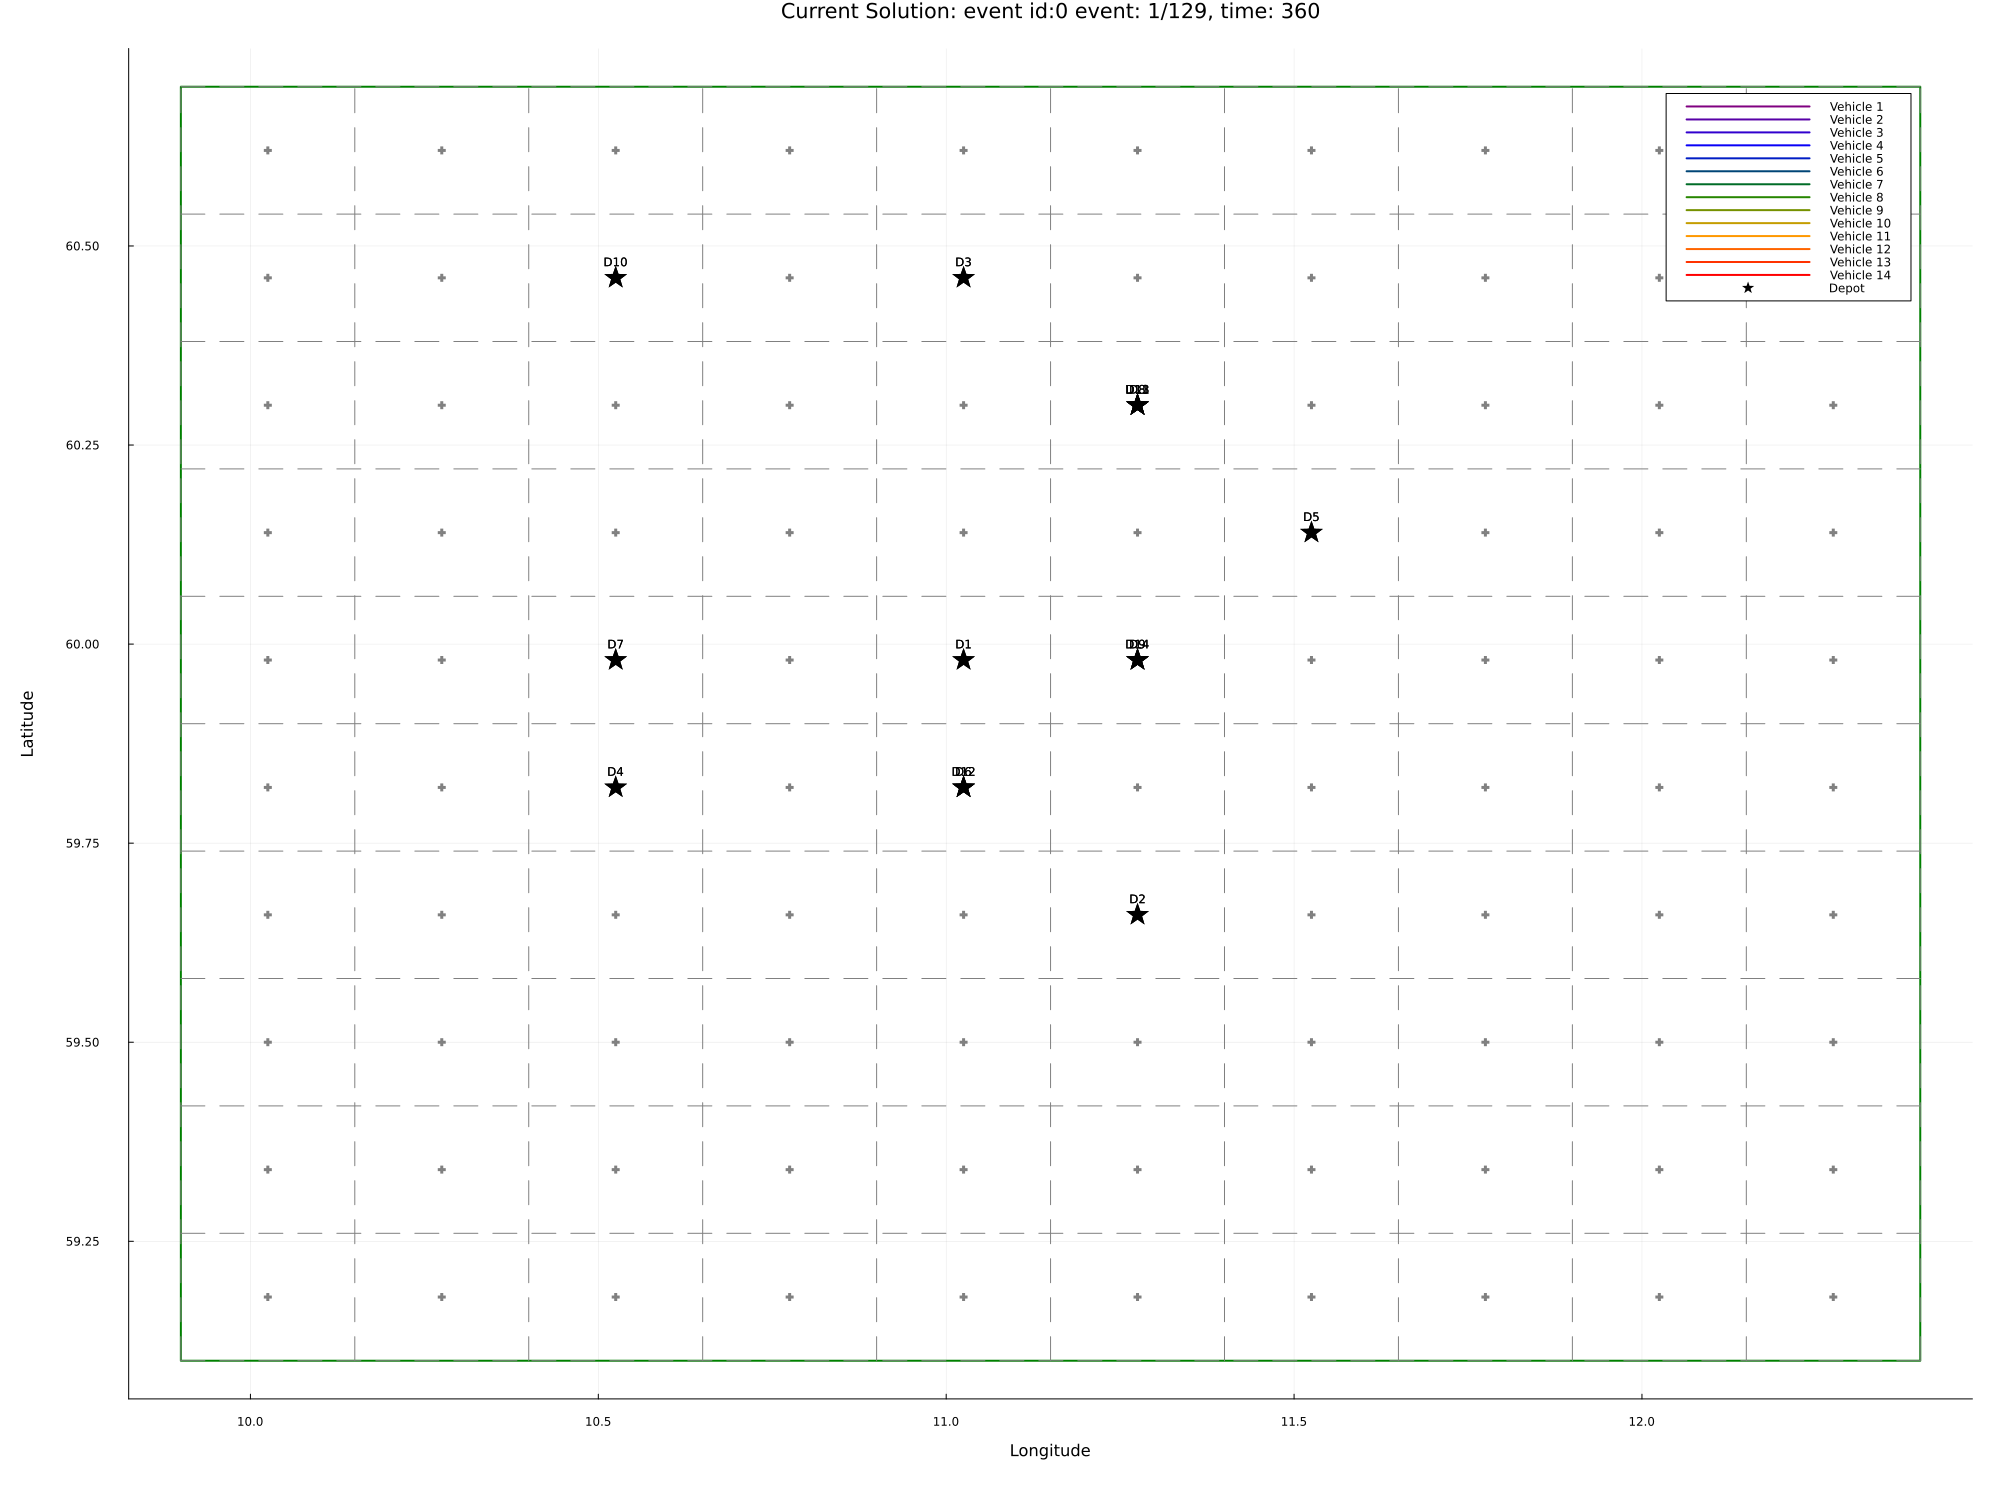 Current Solution: event id:0 event: 1/129, time: 360
Vehicle 1
Vehicle 2
Vehicle 3
Vehicle 4
Vehicle 5
Vehicle 6
Vehicle 7
Vehicle 8
Vehicle 9
Vehicle 10
Vehicle 11
Vehicle 12
Vehicle 13
Vehicle 14
Depot
60.50
60.25
60.00
59.75
59.50
59.25
Latitude
D10
D3
D5
D7
D1
D4
D2
10.0
10.5
11.0
11.5
12.0
Longitude